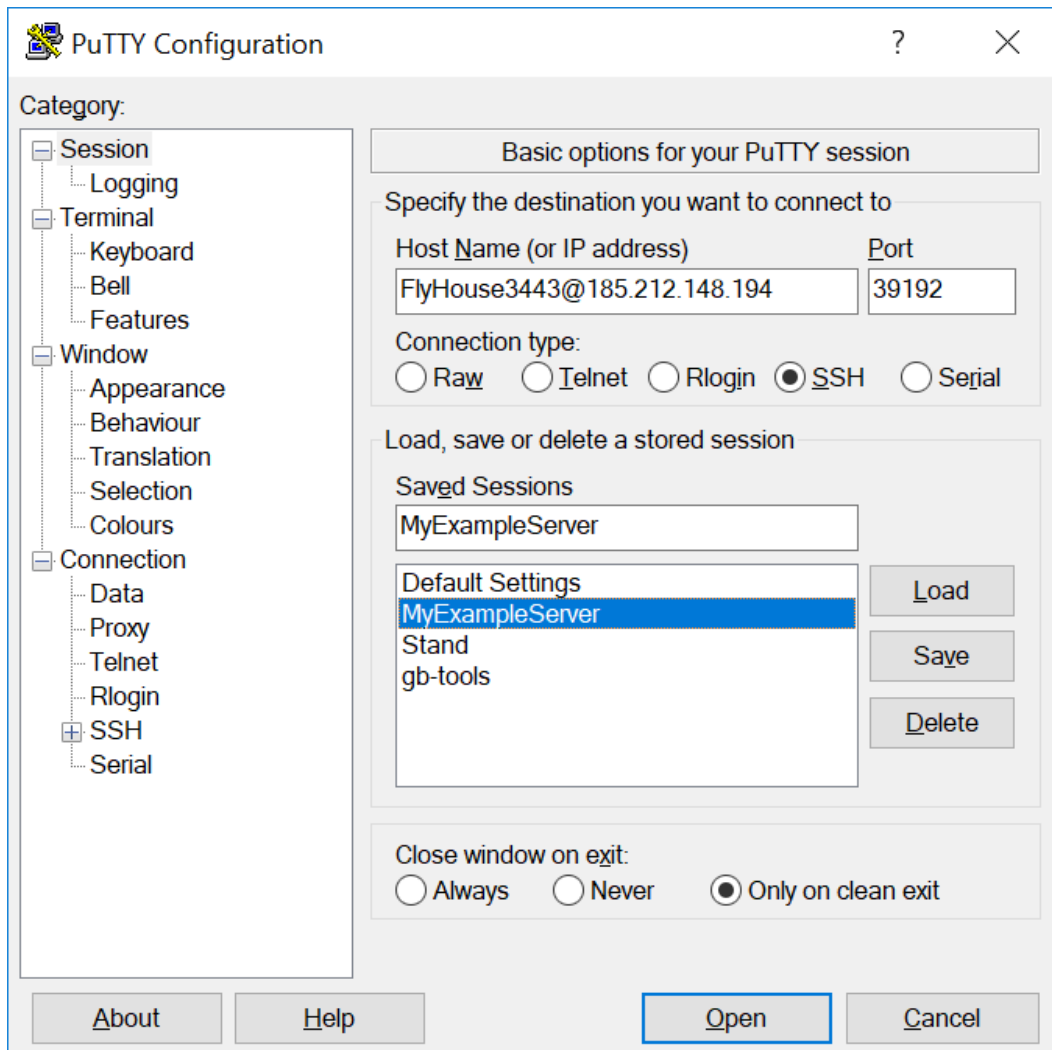 PuTTY Configuration
?
Category:
Session
Logging
Terminal
Keyboard
Bell
Features
Window
Appearance
Behaviour
Translation
Selection
Colours
Connection
Data
Proxy
Telnet
Rlogin
SSH
Serial
Basic options for your PuTTY session
Specify the destination you want to connect to
Host Name (or IP address) Port
FlyHouse3443@185.212.148.194 39192
Connection type:
Raw Telnet Rlogin SSH Serial
Load, save or delete a stored session
Saved Sessions
MyExampleServer
Default Settings
MyExampleServer
Stand
gb-tools
Load
Save
Delete
Close window on exit:
Always Never Only on clean exit
About Help Open Cancel